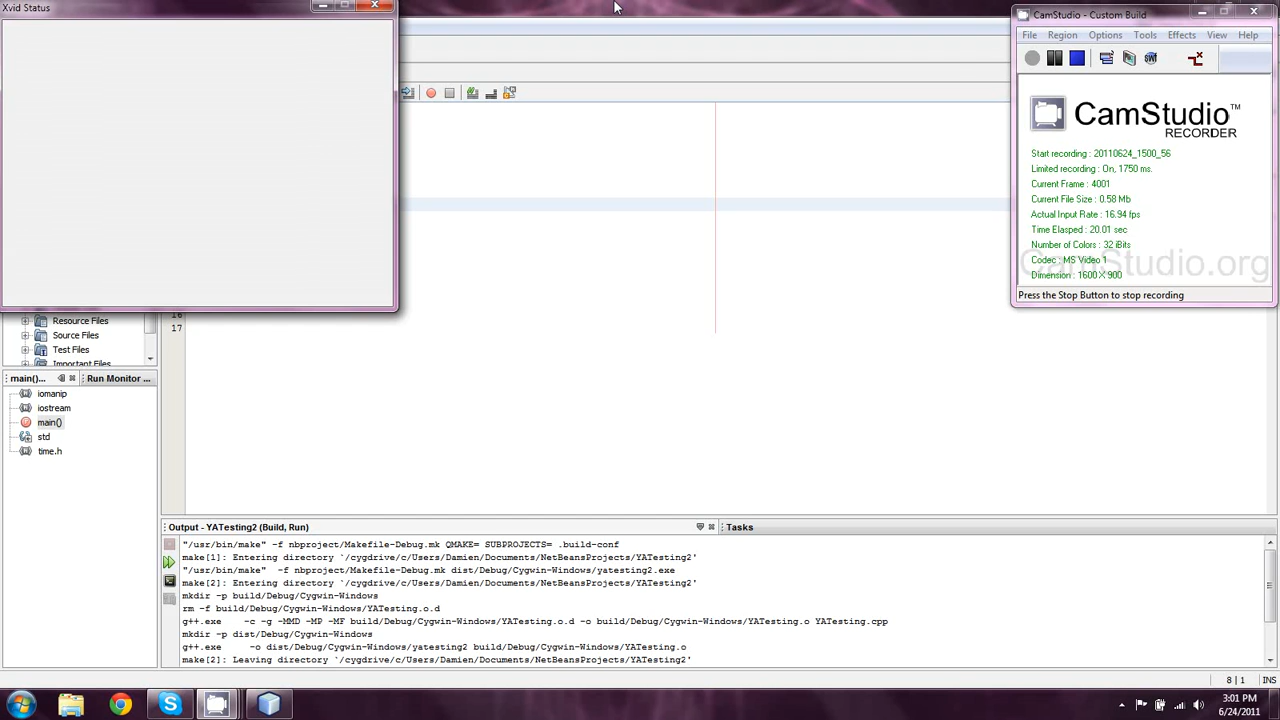 Xvid Status
CamStudio - Custom Build
File Region Options Tools Effects View Help
CamStudio™
RECORDER
Start recording : 20110624_1500_56
Limited recording : On, 1750 ms.
Current Frame : 4001
Current File Size : 0.58 Mb
Actual Input Rate : 16.94 fps
Time Elasped : 20.01 sec
Number of Colors : 32 iBits
Codec : MS Video 1
Dimension : 1600 X 900
CamStudio.org
Press the Stop Button to stop recording
16
17
Resource Files
Source Files
Test Files
Important Files
main()... Run Monitor ...
iomanip
iostream
main()
std
time.h
Output - YATesting2 (Build, Run) Tasks
"/usr/bin/make" -f nbproject/Makefile-Debug.mk QMAKE= SUBPROJECTS= .build-conf
make[1]: Entering directory `/cygdrive/c/Users/Damien/Documents/NetBeansProjects/YATesting2'
"/usr/bin/make"  -f nbproject/Makefile-Debug.mk dist/Debug/Cygwin-Windows/yatesting2.exe
make[2]: Entering directory `/cygdrive/c/Users/Damien/Documents/NetBeansProjects/YATesting2'
mkdir -p build/Debug/Cygwin-Windows
rm -f build/Debug/Cygwin-Windows/YATesting.o.d
g++.exe    -c -g -MMD -MP -MF build/Debug/Cygwin-Windows/YATesting.o.d -o build/Debug/Cygwin-Windows/YATesting.o YATesting.cpp
mkdir -p dist/Debug/Cygwin-Windows
g++.exe     -o dist/Debug/Cygwin-Windows/yatesting2 build/Debug/Cygwin-Windows/YATesting.o
make[2]: Leaving directory `/cygdrive/c/Users/Damien/Documents/NetBeansProjects/YATesting2'
8 | 1 INS
3:01 PM
6/24/2011